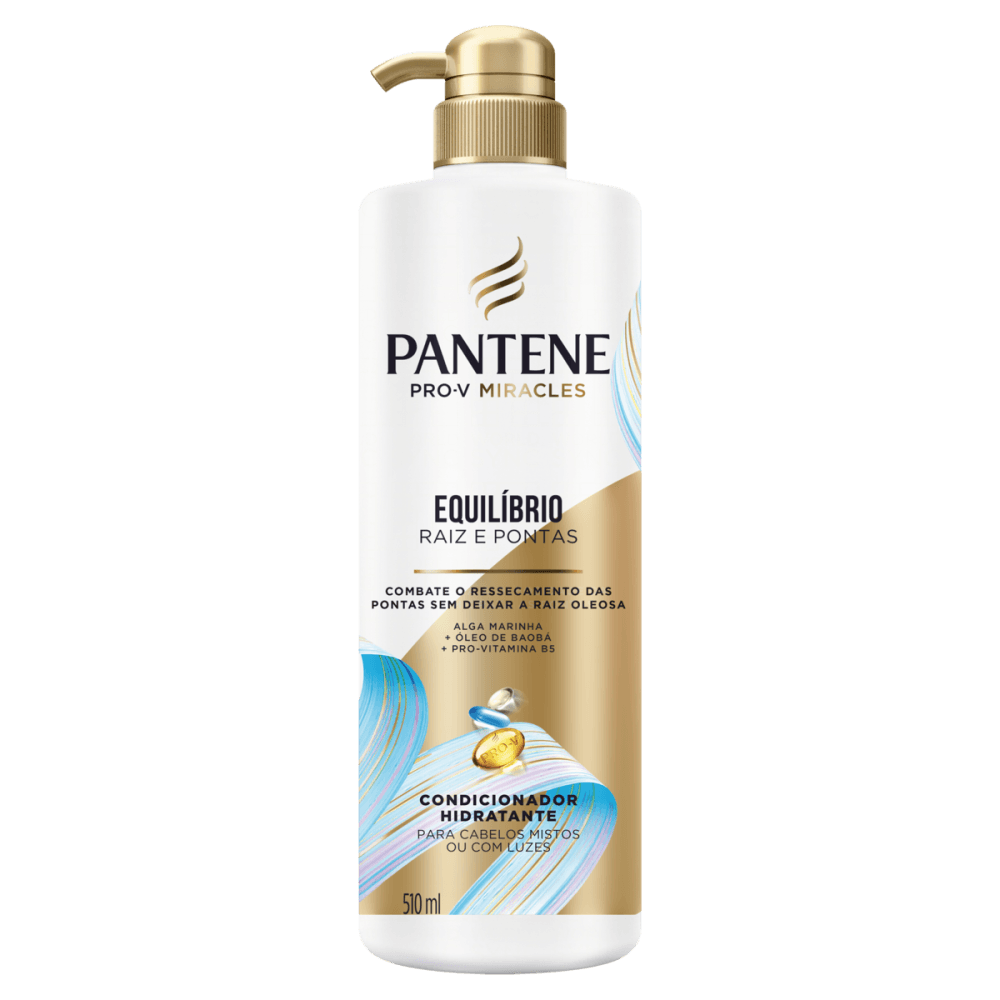 PANTENE
PRO-V MIRACLES
EQUILÍBRIO
RAIZ E PONTAS
COMBATE O RESSECAMENTO DAS
PONTAS SEM DEIXAR A RAIZ OLEOSA
ALGA MARINHA
+ ÓLEO DE BAOBÁ
+ PRO-VITAMINA B5
PRO-V
CONDICIONADOR
HIDRATANTE
PARA CABELOS MISTOS
OU COM LUZES
510 ml